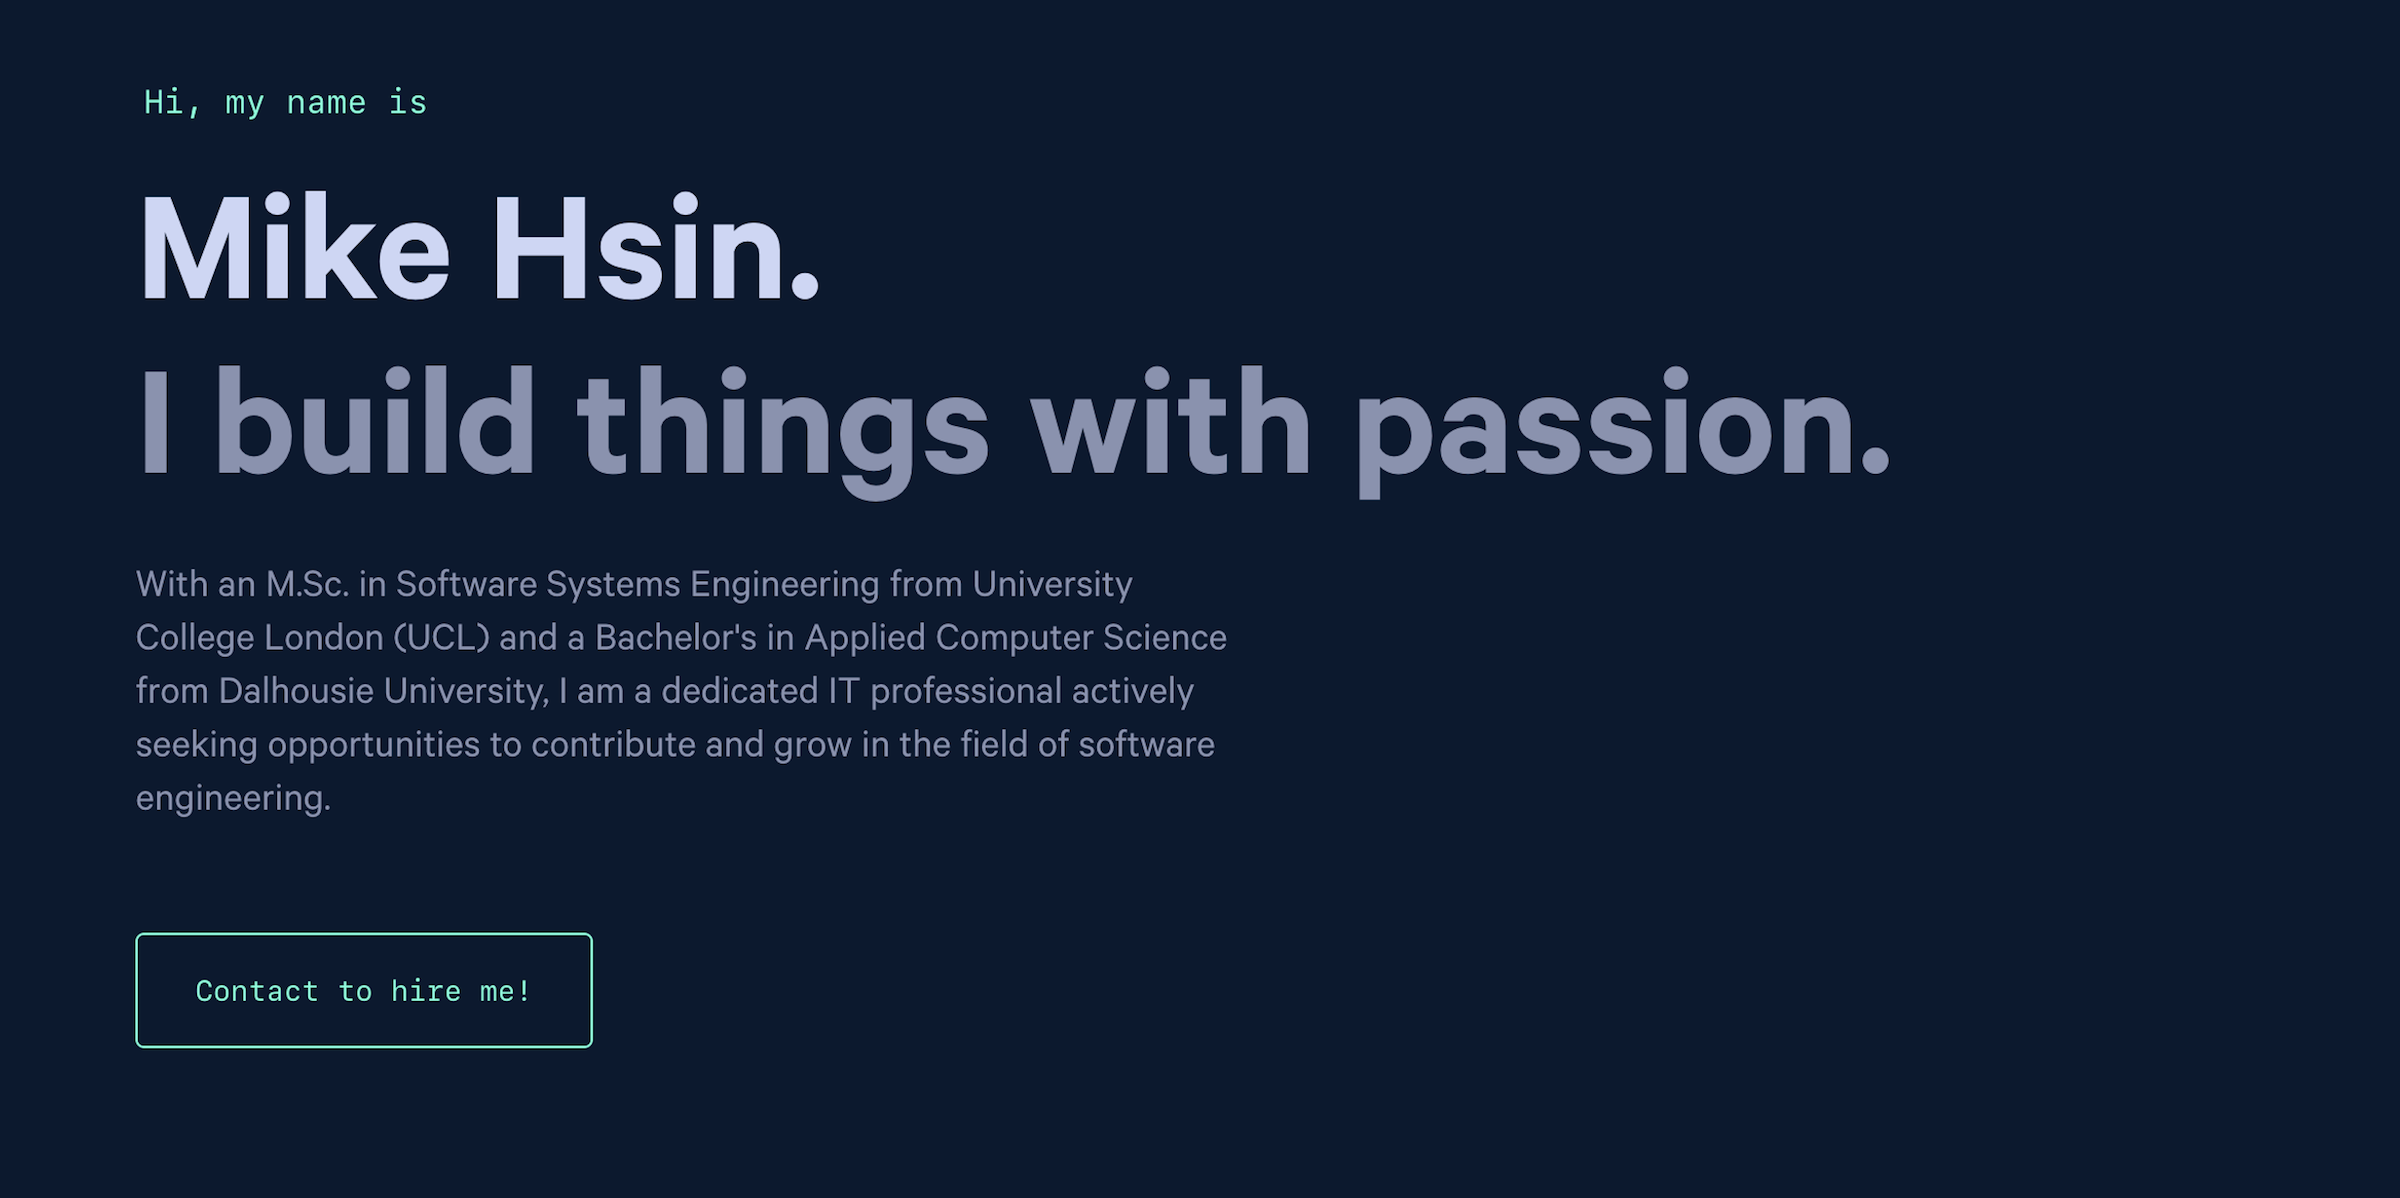 Hi, my name is
Mike Hsin.
I build things with passion.
With an M.Sc. in Software Systems Engineering from University
College London (UCL) and a Bachelor's in Applied Computer Science
from Dalhousie University, I am a dedicated IT professional actively
seeking opportunities to contribute and grow in the field of software
engineering.
Contact to hire me!